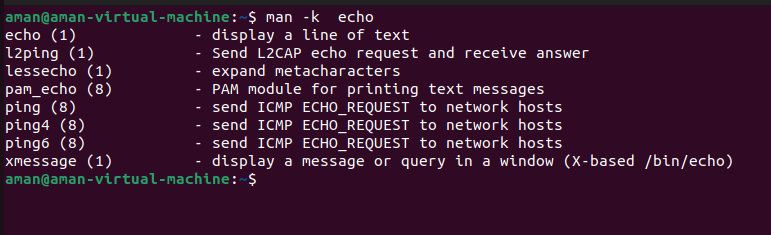 aman@aman-virtual-machine:~$ man -k  echo
echo (1)             - display a line of text
l2ping (1)           - Send L2CAP echo request and receive answer
lessecho (1)         - expand metacharacters
pam_echo (8)         - PAM module for printing text messages
ping (8)             - send ICMP ECHO_REQUEST to network hosts
ping4 (8)            - send ICMP ECHO_REQUEST to network hosts
ping6 (8)            - send ICMP ECHO_REQUEST to network hosts
xmessage (1)         - display a message or query in a window (X-based /bin/echo)
aman@aman-virtual-machine:~$